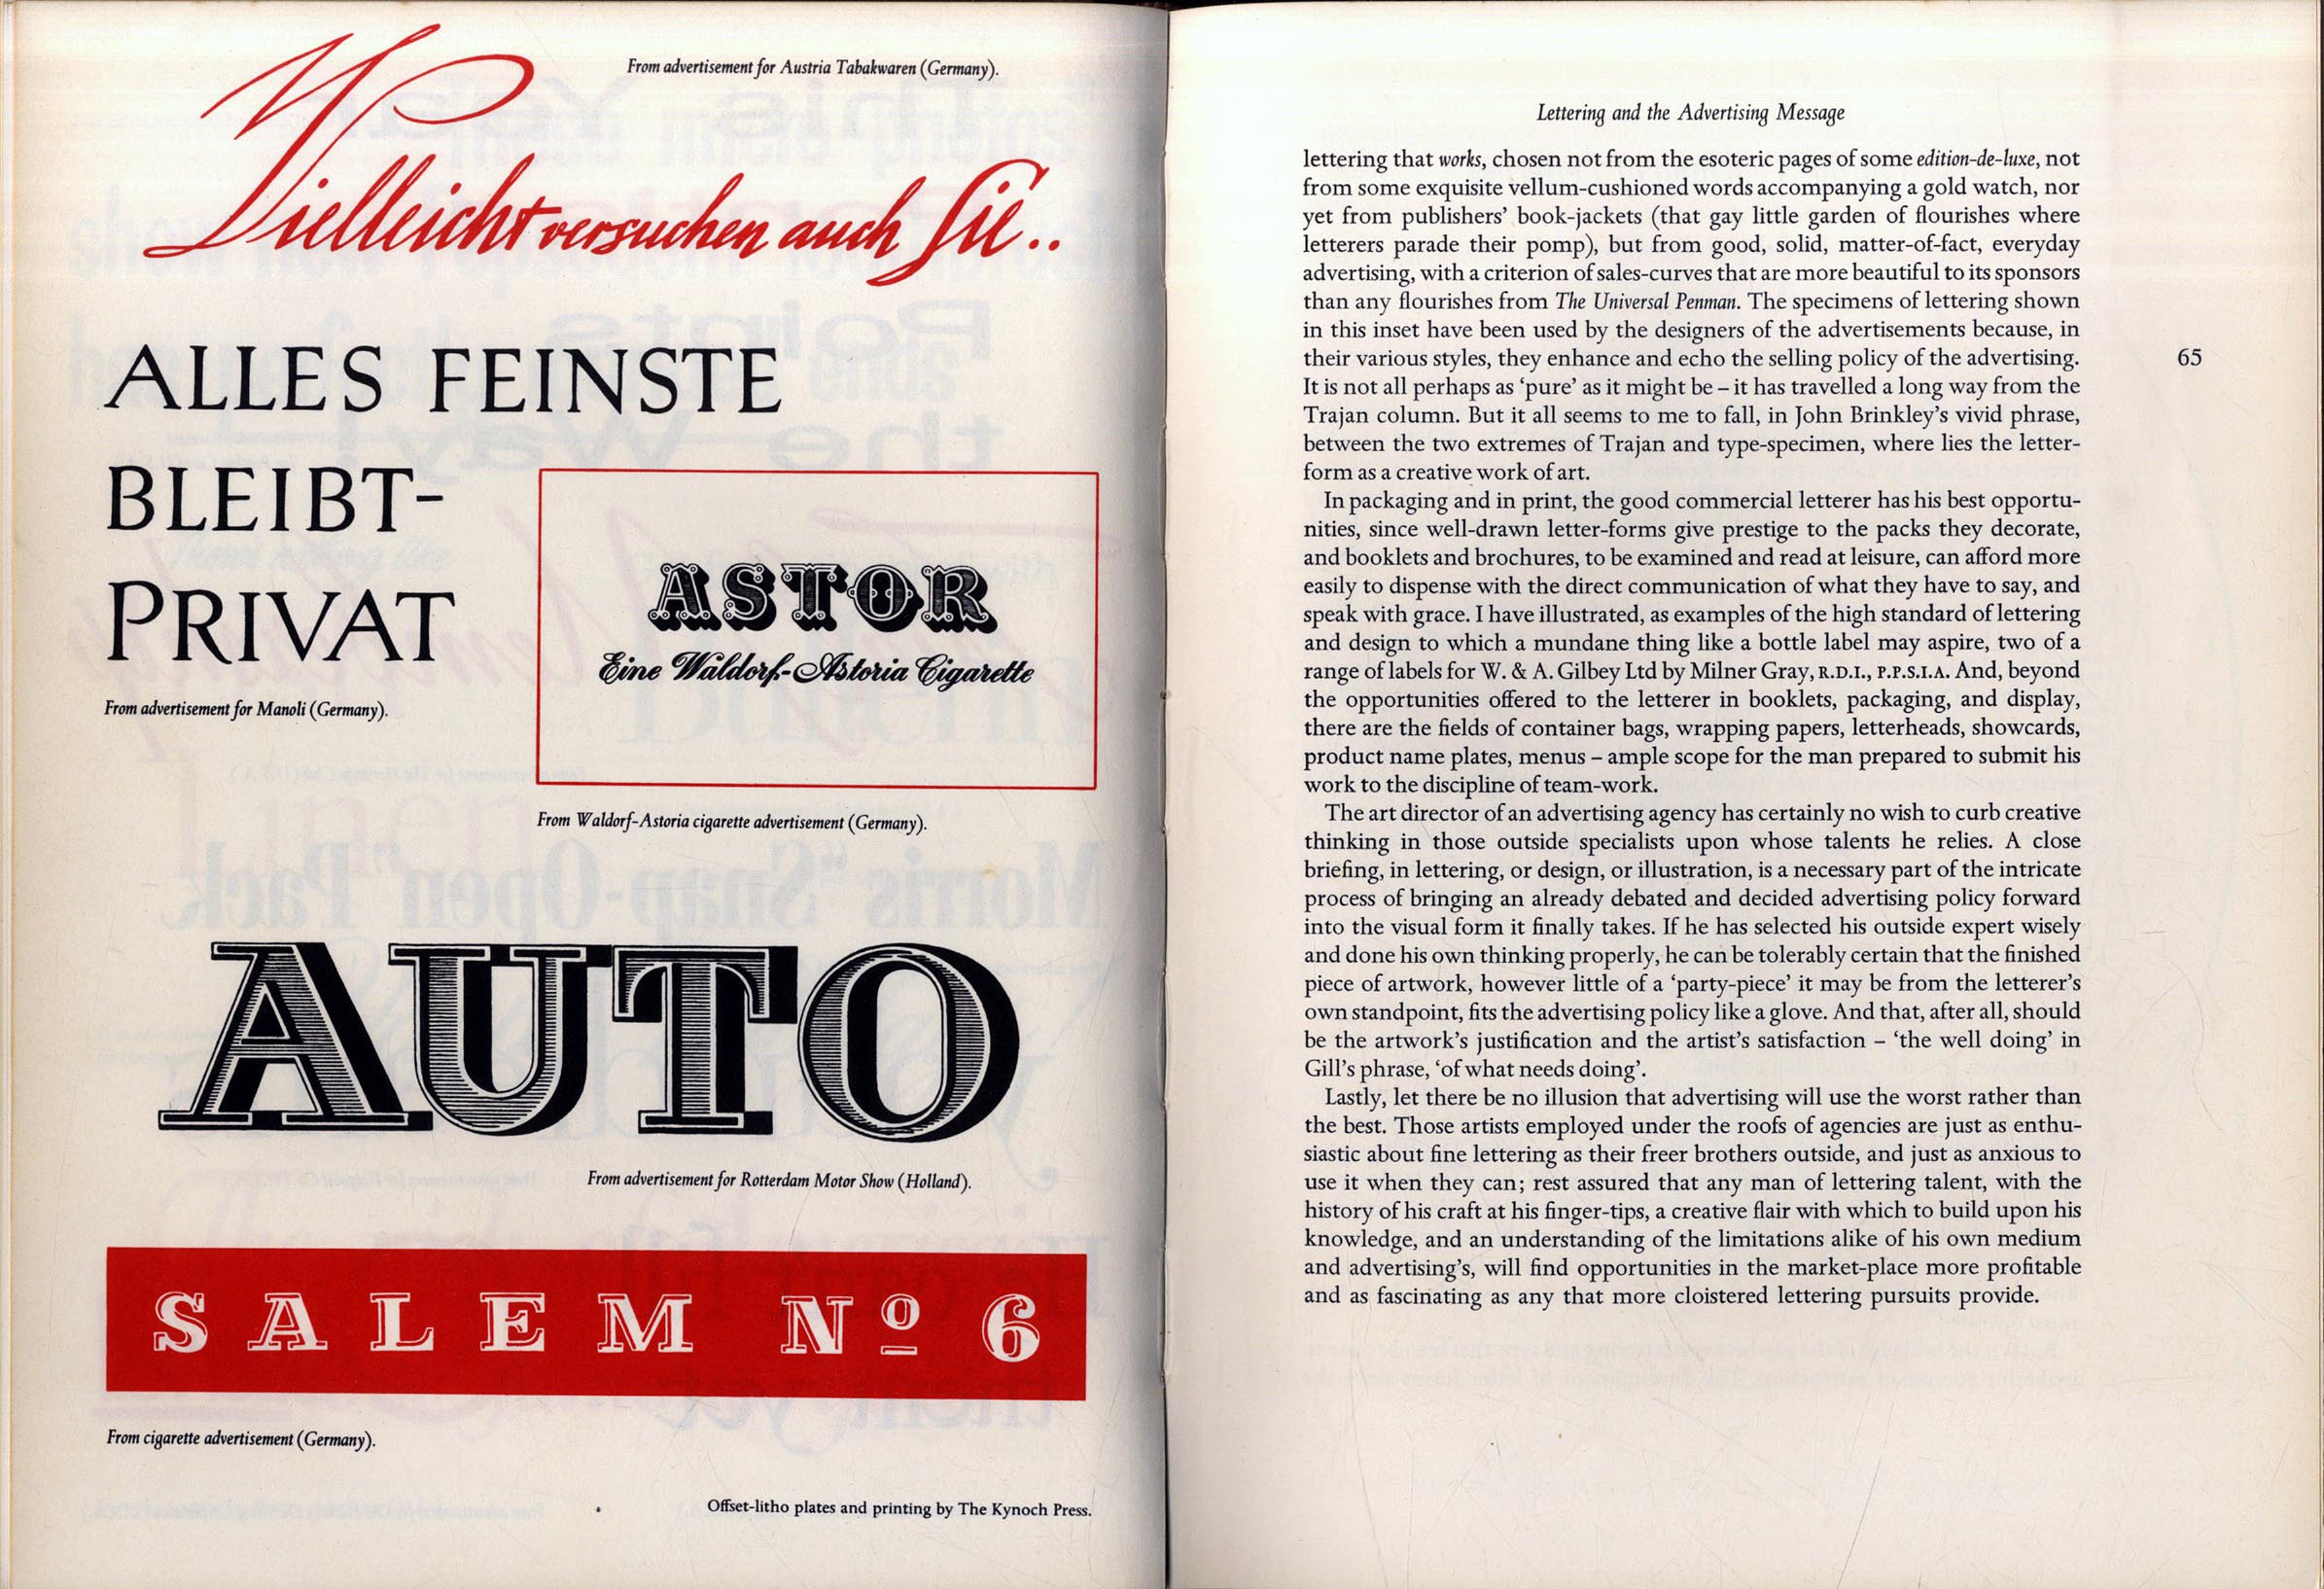 From advertisement for Austria Tabakwaren (Germany).
Vielleicht versuchen auch Sie..
ALLES FEINSTE
BLEIBT-
PRIVAT
From advertisement for Manoli (Germany).
ASTOR
Eine Waldorf-Astoria Cigarette
From Waldorf-Astoria cigarette advertisement (Germany).
AUTO
From advertisement for Rotterdam Motor Show (Holland).
SALEM Nº 6
From cigarette advertisement (Germany).
Offset-litho plates and printing by The Kynoch Press.
Lettering and the Advertising Message
lettering that works, chosen not from the esoteric pages of some edition-de-luxe, not
from some exquisite vellum-cushioned words accompanying a gold watch, nor
yet from publishers' book-jackets (that gay little garden of flourishes where
letterers parade their pomp), but from good, solid, matter-of-fact, everyday
advertising, with a criterion of sales-curves that are more beautiful to its sponsors
than any flourishes from The Universal Penman. The specimens of lettering shown
in this inset have been used by the designers of the advertisements because, in
their various styles, they enhance and echo the selling policy of the advertising.
65
It is not all perhaps as 'pure' as it might be – it has travelled a long way from the
Trajan column. But it all seems to me to fall, in John Brinkley's vivid phrase,
between the two extremes of Trajan and type-specimen, where lies the letter-
form as a creative work of art.
In packaging and in print, the good commercial letterer has his best opportu-
nities, since well-drawn letter-forms give prestige to the packs they decorate,
and booklets and brochures, to be examined and read at leisure, can afford more
easily to dispense with the direct communication of what they have to say, and
speak with grace. I have illustrated, as examples of the high standard of lettering
and design to which a mundane thing like a bottle label may aspire, two of a
range of labels for W. & A. Gilbey Ltd by Milner Gray, R.D.I., P.P.S.I.A. And, beyond
the opportunities offered to the letterer in booklets, packaging, and display,
there are the fields of container bags, wrapping papers, letterheads, showcards,
product name plates, menus – ample scope for the man prepared to submit his
work to the discipline of team-work.
The art director of an advertising agency has certainly no wish to curb creative
thinking in those outside specialists upon whose talents he relies. A close
briefing, in lettering, or design, or illustration, is a necessary part of the intricate
process of bringing an already debated and decided advertising policy forward
into the visual form it finally takes. If he has selected his outside expert wisely
and done his own thinking properly, he can be tolerably certain that the finished
piece of artwork, however little of a 'party-piece' it may be from the letterer's
own standpoint, fits the advertising policy like a glove. And that, after all, should
be the artwork's justification and the artist's satisfaction – 'the well doing' in
Gill's phrase, 'of what needs doing'.
Lastly, let there be no illusion that advertising will use the worst rather than
the best. Those artists employed under the roofs of agencies are just as enthu-
siastic about fine lettering as their freer brothers outside, and just as anxious to
use it when they can; rest assured that any man of lettering talent, with the
history of his craft at his finger-tips, a creative flair with which to build upon his
knowledge, and an understanding of the limitations alike of his own medium
and advertising's, will find opportunities in the market-place more profitable
and as fascinating as any that more cloistered lettering pursuits provide.